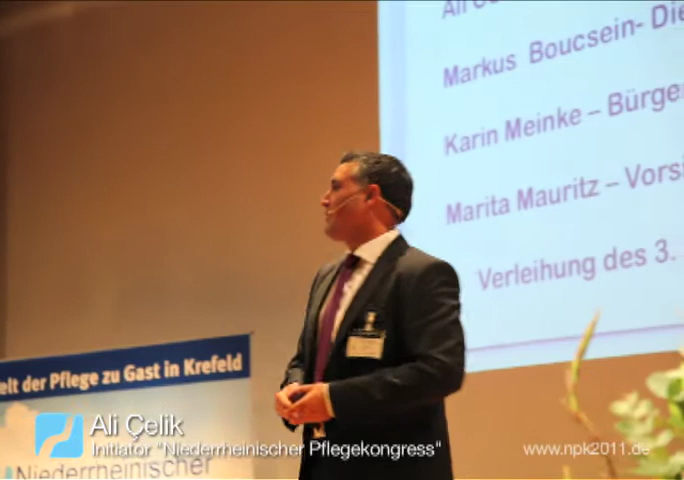 Ali
Markus Boucsein- Die
Karin Meinke – Bürger
Marita Mauritz – Vorsi
Verleihung des 3.
elt der Pflege zu Gast in Krefeld
Ali Çelik
Initiator "Niederrheinischer Pflegekongress"
www.npk2011.de
Niederrheinischer